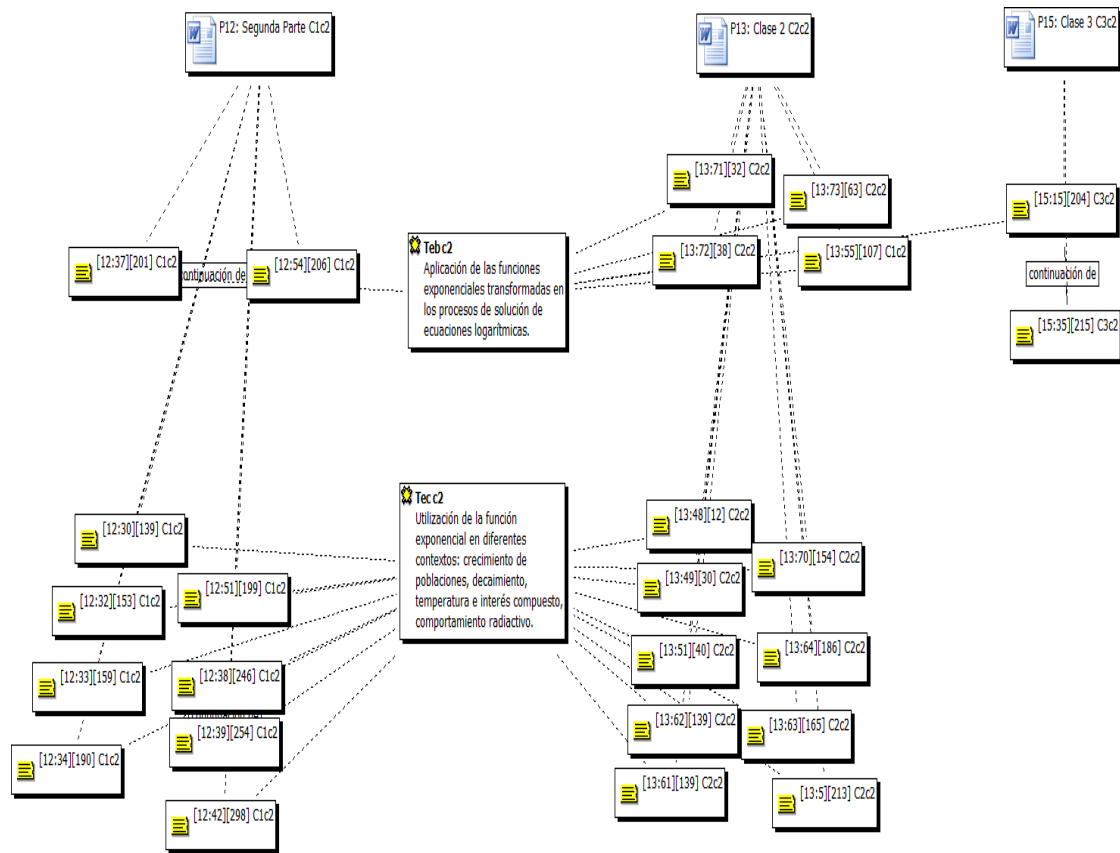 P12: Segunda Parte C1c2
P13: Clase 2 C2c2
P15: Clase 3 C3c2
[13:71][32] C2c2
[13:73][63] C2c2
[15:15][204] C3c2
[12:37][201] C1c2
continuación de
[12:54][206] C1c2
Teb c2
Aplicación de las funciones
exponenciales transformadas en
los procesos de solución de
ecuaciones logarítmicas.
[13:72][38] C2c2
[13:55][107] C2c2
continuación de
[15:35][215] C3c2
Tec c2
Utilización de la función
exponencial en diferentes
contextos: crecimiento de
poblaciones, decaimiento,
temperatura e interés compuesto,
comportamiento radiactivo.
[12:30][139] C1c2
[12:32][153] C1c2
[12:51][199] C1c2
[12:33][159] C1c2
[12:38][246] C1c2
[12:39][254] C1c2
[12:34][190] C1c2
[12:42][298] C1c2
[13:48][12] C2c2
[13:70][154] C2c2
[13:49][30] C2c2
[13:51][40] C2c2
[13:64][186] C2c2
[13:62][139] C2c2
[13:63][165] C2c2
[13:61][139] C2c2
[13:5][213] C2c2